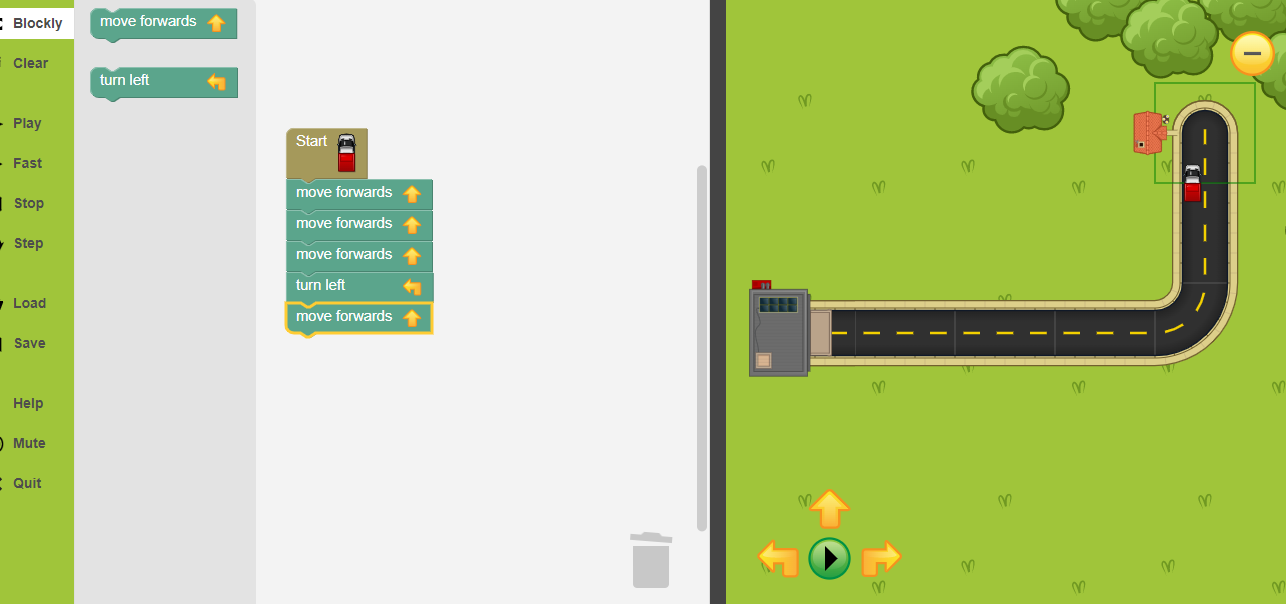 Blockly
Clear
Play
Fast
Stop
Step
Load
Save
Help
Mute
Quit
move forwards
turn left
Start
move forwards
move forwards
move forwards
turn left
move forwards